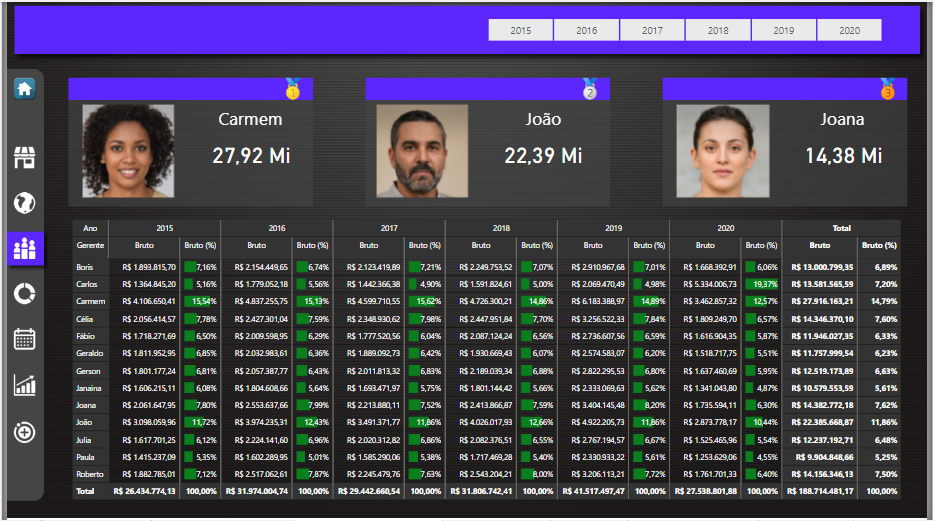 2015 2016 2017 2018 2019 2020
1 2 3
Carmem João Joana
27,92 Mi 22,39 Mi 14,38 Mi
Ano 2015 2016 2017 2018 2019 2020 Total
Gerente Bruto Bruto (%) Bruto Bruto (%) Bruto Bruto (%) Bruto Bruto (%) Bruto Bruto (%) Bruto Bruto (%) Bruto Bruto (%)
Boris R$ 1.893.815,70 7,16% R$ 2.154.449,65 6,74% R$ 2.123.419,89 7,21% R$ 2.249.753,52 7,07% R$ 2.910.967,68 7,01% R$ 1.668.392,91 6,06% R$ 13.000.799,35 6,89%
Carlos R$ 1.364.845,20 5,16% R$ 1.779.052,18 5,56% R$ 1.442.366,38 4,90% R$ 1.591.824,61 5,00% R$ 2.069.470,49 4,98% R$ 5.334.006,73 19,37% R$ 13.581.565,59 7,20%
Carmem R$ 4.106.650,41 15,54% R$ 4.837.255,75 15,13% R$ 4.599.710,55 15,62% R$ 4.726.300,21 14,86% R$ 6.183.388,97 14,89% R$ 3.462.857,32 12,57% R$ 27.916.163,21 14,79%
Célia R$ 2.056.414,57 7,78% R$ 2.427.301,04 7,59% R$ 2.348.930,62 7,98% R$ 2.447.951,84 7,70% R$ 3.256.522,33 7,84% R$ 1.809.249,70 6,57% R$ 14.346.370,10 7,60%
Fábio R$ 1.718.271,69 6,50% R$ 2.009.598,95 6,29% R$ 1.777.520,56 6,04% R$ 2.087.124,24 6,56% R$ 2.736.607,56 6,59% R$ 1.616.904,35 5,87% R$ 11.946.027,35 6,33%
Geraldo R$ 1.811.952,95 6,85% R$ 2.032.983,61 6,36% R$ 1.889.092,73 6,42% R$ 1.930.669,43 6,07% R$ 2.574.583,07 6,20% R$ 1.518.717,75 5,51% R$ 11.757.999,54 6,23%
Gerson R$ 1.801.177,24 6,81% R$ 2.057.387,77 6,43% R$ 2.011.813,32 6,83% R$ 2.189.039,34 6,88% R$ 2.822.295,53 6,80% R$ 1.637.460,69 5,95% R$ 12.519.173,89 6,63%
Janaina R$ 1.606.215,11 6,08% R$ 1.804.608,66 5,64% R$ 1.693.471,97 5,75% R$ 1.801.144,42 5,66% R$ 2.333.069,63 5,62% R$ 1.341.043,80 4,87% R$ 10.579.553,59 5,61%
Joana R$ 2.061.647,95 7,80% R$ 2.553.637,66 7,99% R$ 2.213.880,11 7,52% R$ 2.413.866,87 7,59% R$ 3.404.145,48 8,20% R$ 1.735.594,11 6,30% R$ 14.382.772,18 7,62%
João R$ 3.098.059,96 11,72% R$ 3.974.235,31 12,43% R$ 3.491.371,77 11,86% R$ 4.026.017,93 12,66% R$ 4.922.205,73 11,86% R$ 2.873.778,17 10,44% R$ 22.385.668,87 11,86%
Julia R$ 1.617.701,25 6,12% R$ 2.224.141,60 6,96% R$ 2.020.312,82 6,86% R$ 2.082.376,51 6,55% R$ 2.767.194,57 6,67% R$ 1.525.465,96 5,54% R$ 12.237.192,71 6,48%
Paula R$ 1.415.237,09 5,35% R$ 1.602.289,95 5,01% R$ 1.585.290,06 5,38% R$ 1.717.469,28 5,40% R$ 2.330.933,22 5,61% R$ 1.253.629,06 4,55% R$ 9.904.848,66 5,25%
Roberto R$ 1.882.785,01 7,12% R$ 2.517.062,61 7,87% R$ 2.245.479,76 7,63% R$ 2.543.204,21 8,00% R$ 3.206.113,21 7,72% R$ 1.761.701,33 6,40% R$ 14.156.346,13 7,50%
Total R$ 26.434.774,13 100,00% R$ 31.974.004,74 100,00% R$ 29.442.660,54 100,00% R$ 31.806.742,41 100,00% R$ 41.517.497,47 100,00% R$ 27.538.801,88 100,00% R$ 188.714.481,17 100,00%